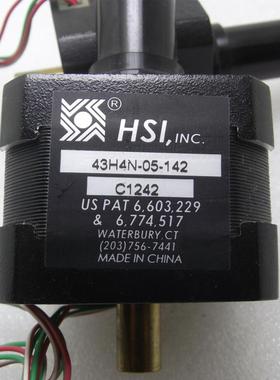 ®
HSI, INC.
43H4N-05-142
C1242
US PAT 6,603,229
& 6,774,517
WATERBURY, CT
(203)756-7441
MADE IN CHINA